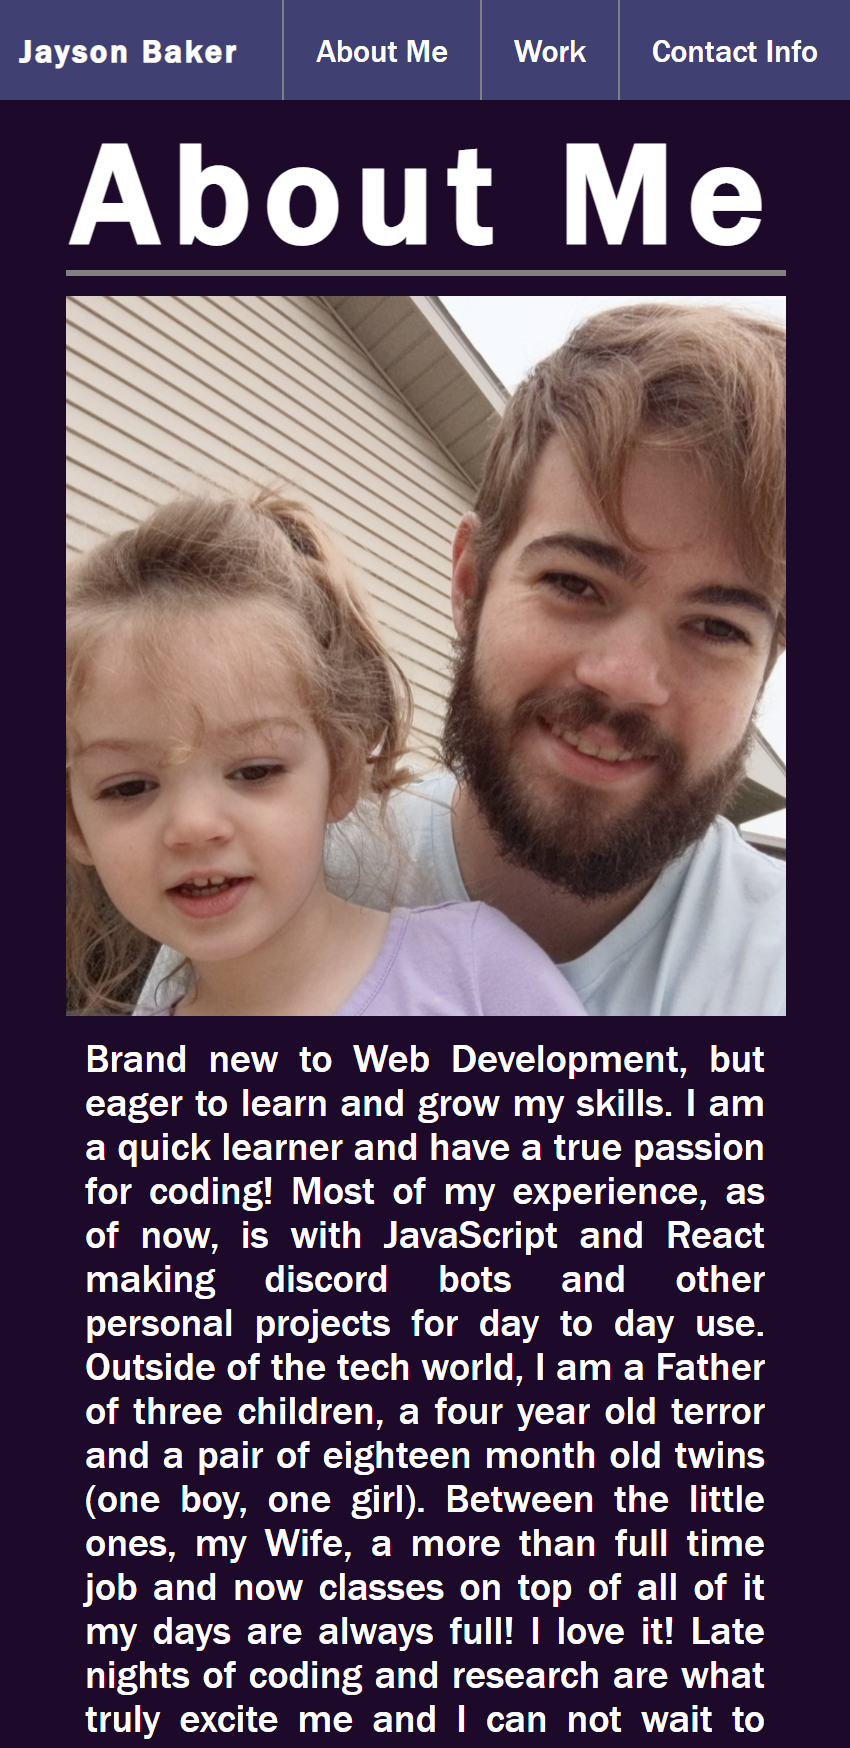 Jayson Baker About Me Work Contact Info
About Me
Brand new to Web Development, but
eager to learn and grow my skills. I am
a quick learner and have a true passion
for coding! Most of my experience, as
of now, is with JavaScript and React
making discord bots and other
personal projects for day to day use.
Outside of the tech world, I am a Father
of three children, a four year old terror
and a pair of eighteen month old twins
(one boy, one girl). Between the little
ones, my Wife, a more than full time
job and now classes on top of all of it
my days are always full! I love it! Late
nights of coding and research are what
truly excite me and I can not wait to